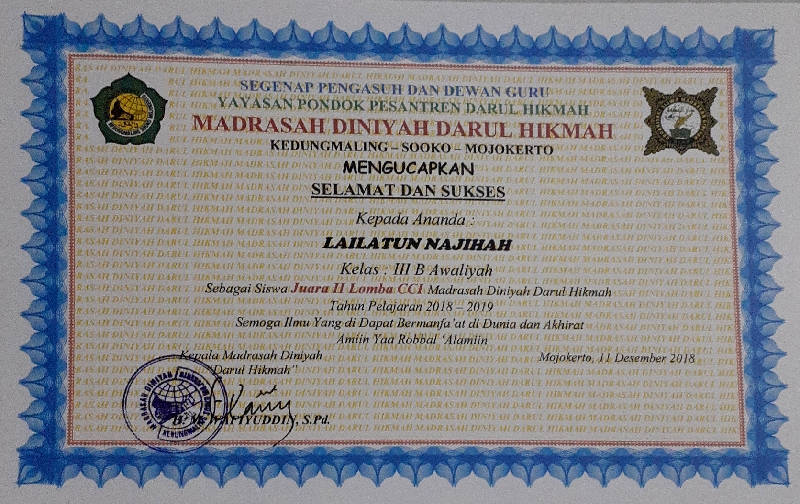 SEGENAP PENGASUH DAN DEWAN GURU
YAYASAN PONDOK PESANTREN DARUL HIKMAH
MADRASAH DINIYAH DARUL HIKMAH
KEDUNGMALING – SOOKO – MOJOKERTO
MENGUCAPKAN
SELAMAT DAN SUKSES
Kepada Ananda :
LAILATUN NAJIHAH
Kelas : III B Awaliyah
Sebagai Siswa Juara II Lomba CCI Madrasah Diniyah Darul Hikmah
Tahun Pelajaran 2018 – 2019
Semoga Ilmu Yang di Dapat Bermanfa'at di Dunia dan Akhirat
Amiin Yaa Robbal 'Alamiin
Kepala Madrasah Diniyah
"Darul Hikmah"
Mojokerto, 11 Desember 2018
MADRASAH DINIYAH
S.Pd.